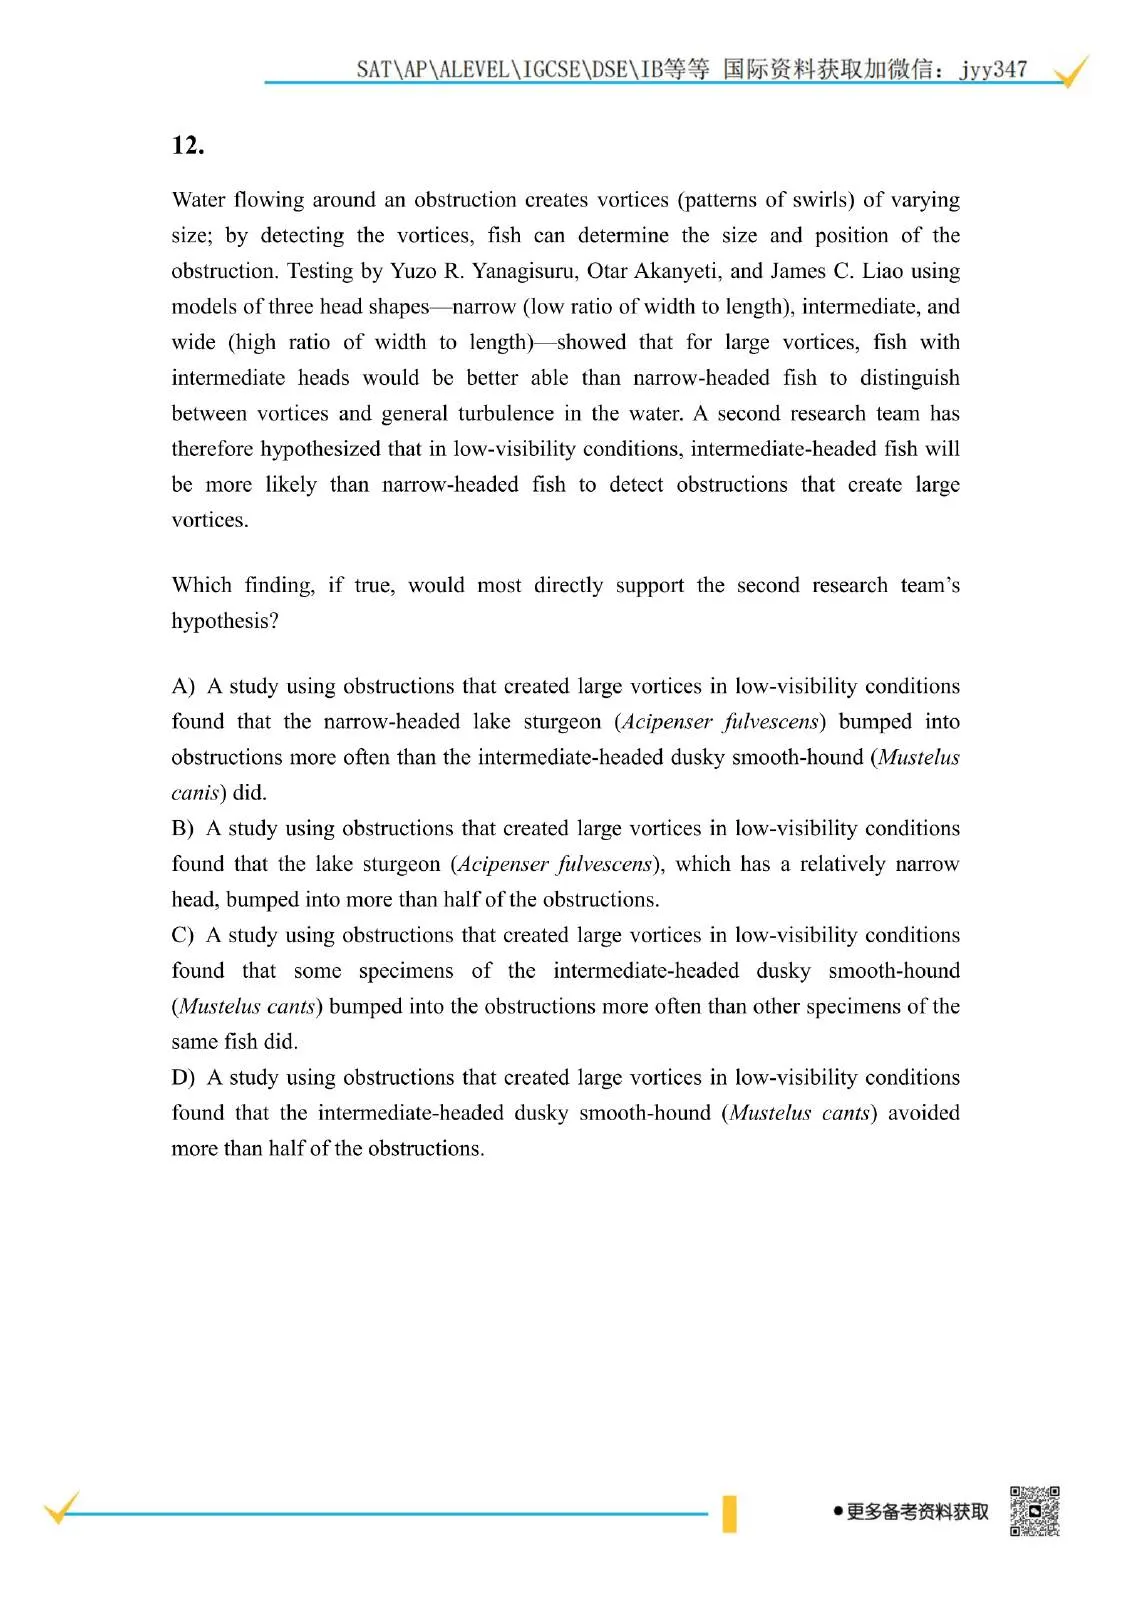 SAT\AP\ALEVEL\IGCSE\DSE\IB等等 国际资料获取加微信：jyy347
12.
Water flowing around an obstruction creates vortices (patterns of swirls) of varying
size; by detecting the vortices, fish can determine the size and position of the
obstruction. Testing by Yuzo R. Yanagisuru, Otar Akanyeti, and James C. Liao using
models of three head shapes—narrow (low ratio of width to length), intermediate, and
wide (high ratio of width to length)—showed that for large vortices, fish with
intermediate heads would be better able than narrow-headed fish to distinguish
between vortices and general turbulence in the water. A second research team has
therefore hypothesized that in low-visibility conditions, intermediate-headed fish will
be more likely than narrow-headed fish to detect obstructions that create large
vortices.
Which finding, if true, would most directly support the second research team’s
hypothesis?
A) A study using obstructions that created large vortices in low-visibility conditions
found that the narrow-headed lake sturgeon (Acipenser fulvescens) bumped into
obstructions more often than the intermediate-headed dusky smooth-hound (Mustelus
canis) did.
B) A study using obstructions that created large vortices in low-visibility conditions
found that the lake sturgeon (Acipenser fulvescens), which has a relatively narrow
head, bumped into more than half of the obstructions.
C) A study using obstructions that created large vortices in low-visibility conditions
found that some specimens of the intermediate-headed dusky smooth-hound
(Mustelus cants) bumped into the obstructions more often than other specimens of the
same fish did.
D) A study using obstructions that created large vortices in low-visibility conditions
found that the intermediate-headed dusky smooth-hound (Mustelus cants) avoided
more than half of the obstructions.
●更多备考资料获取